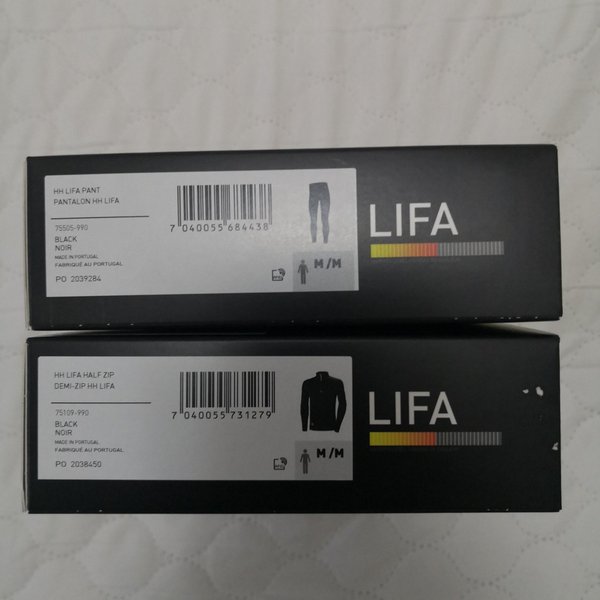 HH LIFA PANT
PANTALON HH LIFA
75505-990
BLACK
NOIR
MADE IN PORTUGAL
FABRIQUÉ AU PORTUGAL
PO 2039284
7 040055 684438
M/M
LIFA
HH LIFA HALF ZIP
DEMI-ZIP HH LIFA
75109-990
BLACK
NOIR
MADE IN PORTUGAL
FABRIQUÉ AU PORTUGAL
PO 2038450
7 040055 731279
M/M
LIFA